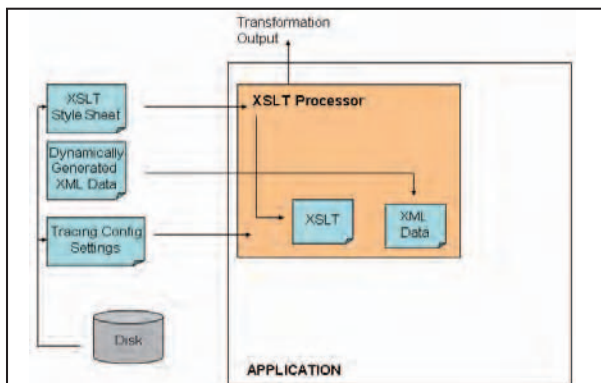 Transformation
Output
XSLT
Style Sheet
XSLT Processor
Dynamically
Generated
XML Data
XSLT
XML
Data
Tracing Config
Settings
Disk
APPLICATION